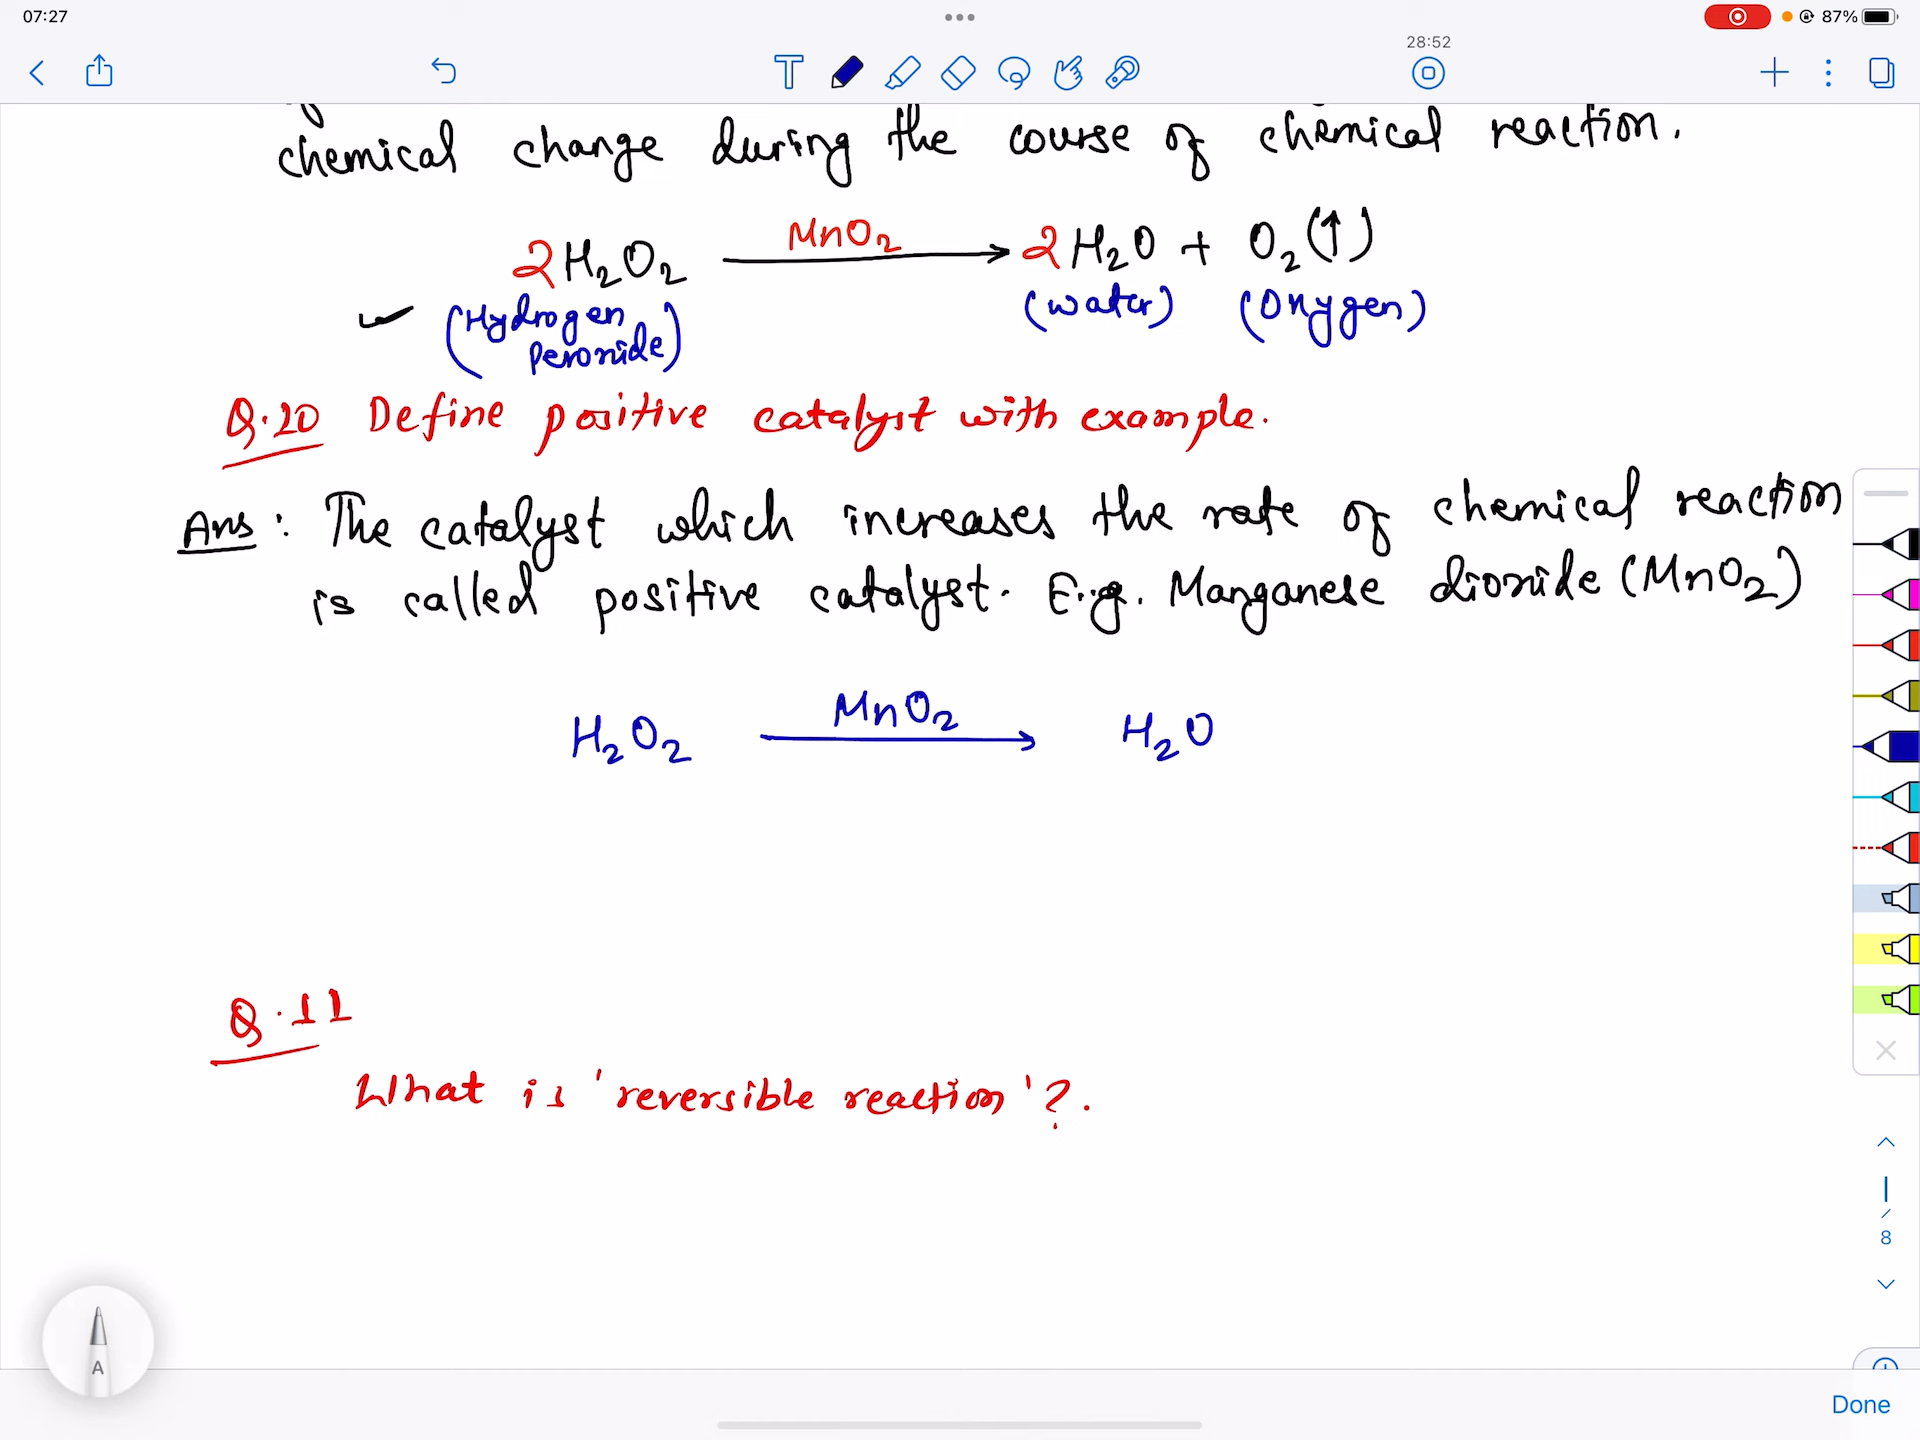 07:27
87%
28:52
T
chemical change during the course of chemical reaction.
2H₂O₂ MnO₂ → 2H₂O + O₂(↑)
(Hydrogen Peroxide) (water) (Oxygen)
Q.10 Define positive catalyst with example.
Ans : The catalyst which increases the rate of chemical reaction
is called positive catalyst. E.g. Manganese dioxide (MnO₂)
H₂O₂ MnO₂ → H₂O
Q.11
What is 'reversible reaction'?.
1
/
8
A
Done